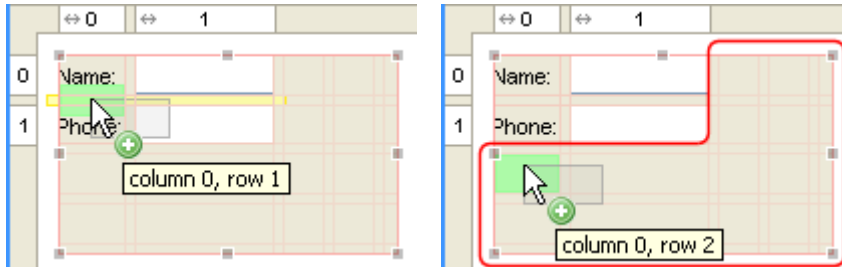 0 1
0 Name:
1 Phone:
column 0, row 1
0 1
0 Name:
1 Phone:
column 0, row 2